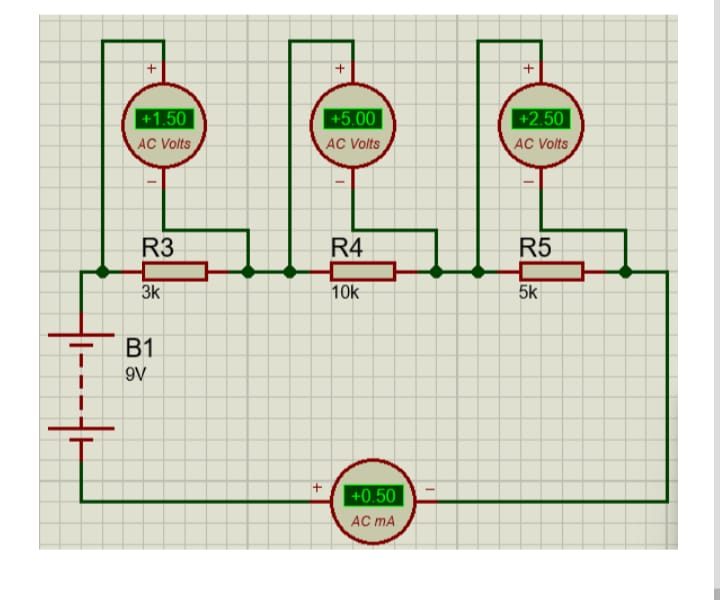 +
+
+
+1.50
+5.00
+2.50
AC Volts
AC Volts
AC Volts
−
−
−
R3
R4
R5
3k
10k
5k
B1
9V
+
−
+0.50
AC mA